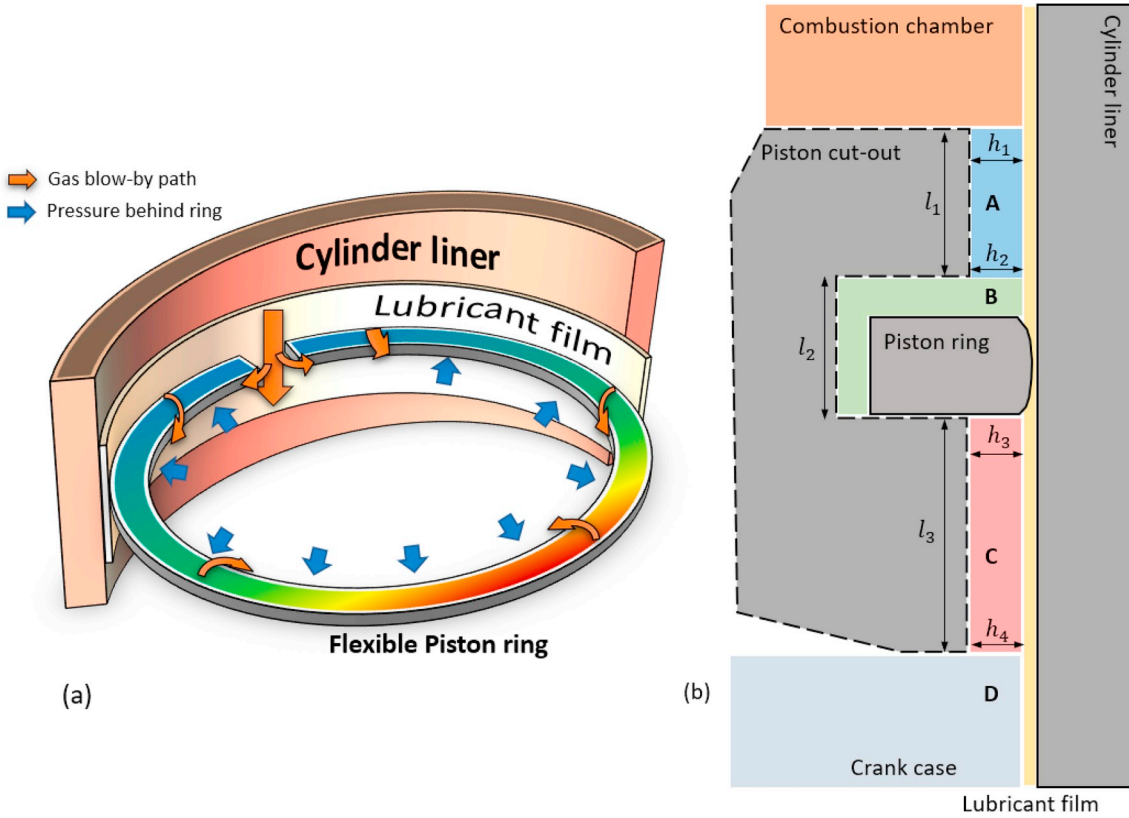 Gas blow-by path
Pressure behind ring
Cylinder liner
Lubricant film
Flexible Piston ring
(a)
Combustion chamber
Cylinder liner
Piston cut-out
h₁
l₁
A
h₂
B
l₂
Piston ring
h₃
l₃
C
h₄
(b)
D
Crank case
Lubricant film